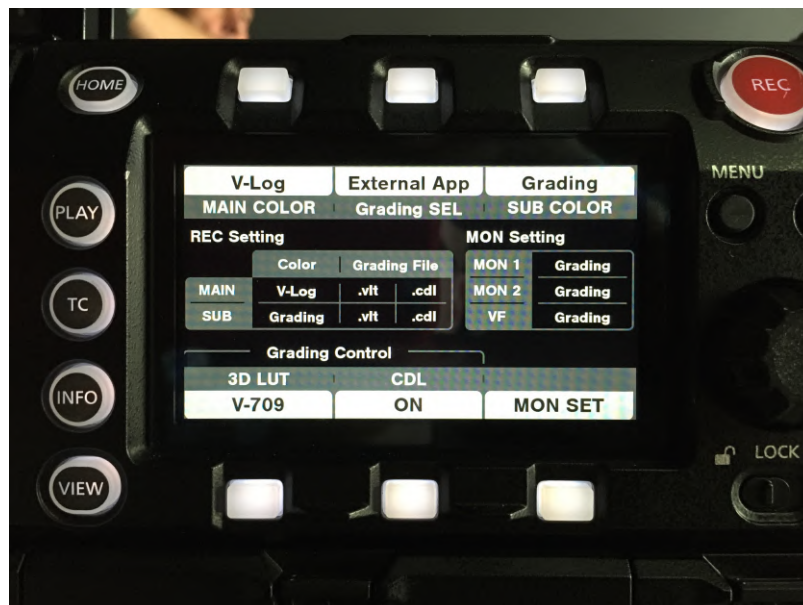 HOME
REC
MENU
V-Log External App Grading
MAIN COLOR Grading SEL SUB COLOR
PLAY
REC Setting MON Setting
Color Grading File MON 1 Grading
MAIN V-Log .vlt .cdl MON 2 Grading
SUB Grading .vlt .cdl VF Grading
TC
Grading Control
3D LUT CDL
V-709 ON MON SET
INFO
LOCK
VIEW